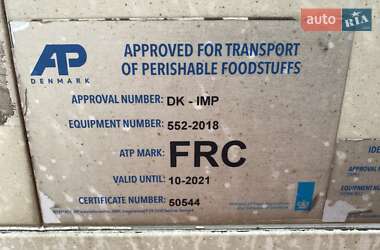 auto RIA
AP
DENMARK
APPROVED FOR TRANSPORT
OF PERISHABLE FOODSTUFFS
APPROVAL NUMBER: DK - IMP
EQUIPMENT NUMBER: 552-2018
ATP MARK: FRC
VALID UNTIL: 10-2021
CERTIFICATE NUMBER: 50544